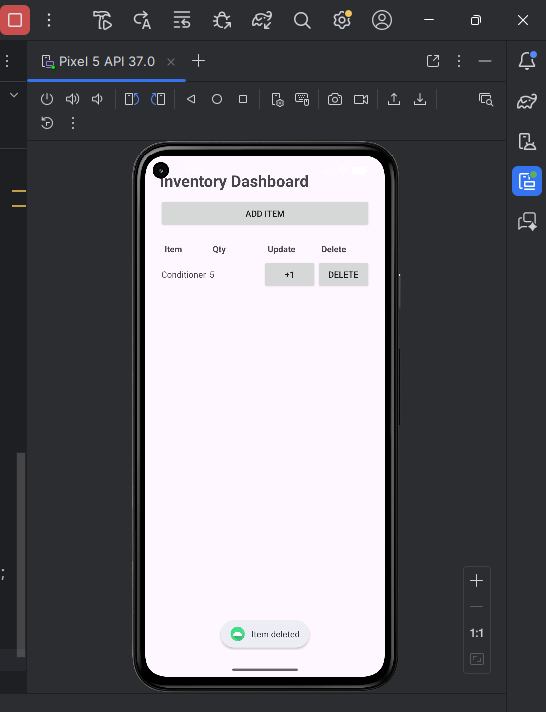 Pixel 5 API 37.0
Inventory Dashboard
ADD ITEM
Item Qty Update Delete
Conditioner 5 +1 DELETE
;
Item deleted
1:1